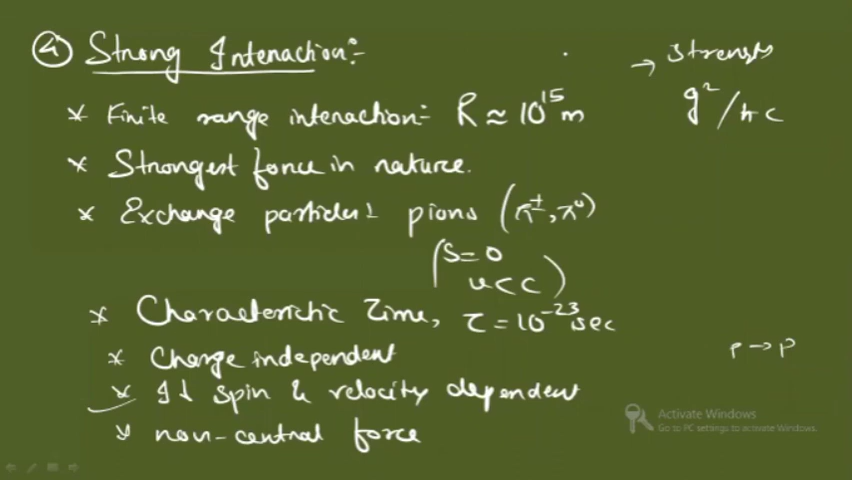 ④ Strong Interaction:-
→ Strength
g²/ħc
* Finite range interaction:- R ≈ 10¹⁵m
* Strongest force in nature.
* Exchange particles: pions (π±, π⁰)
(S=0
u<c)
* Characteristic Time, τ = 10⁻²³ sec
* Charge independent
p → p
* It spin & velocity dependent
* non-central force
Activate Windows
Go to PC settings to activate Windows.